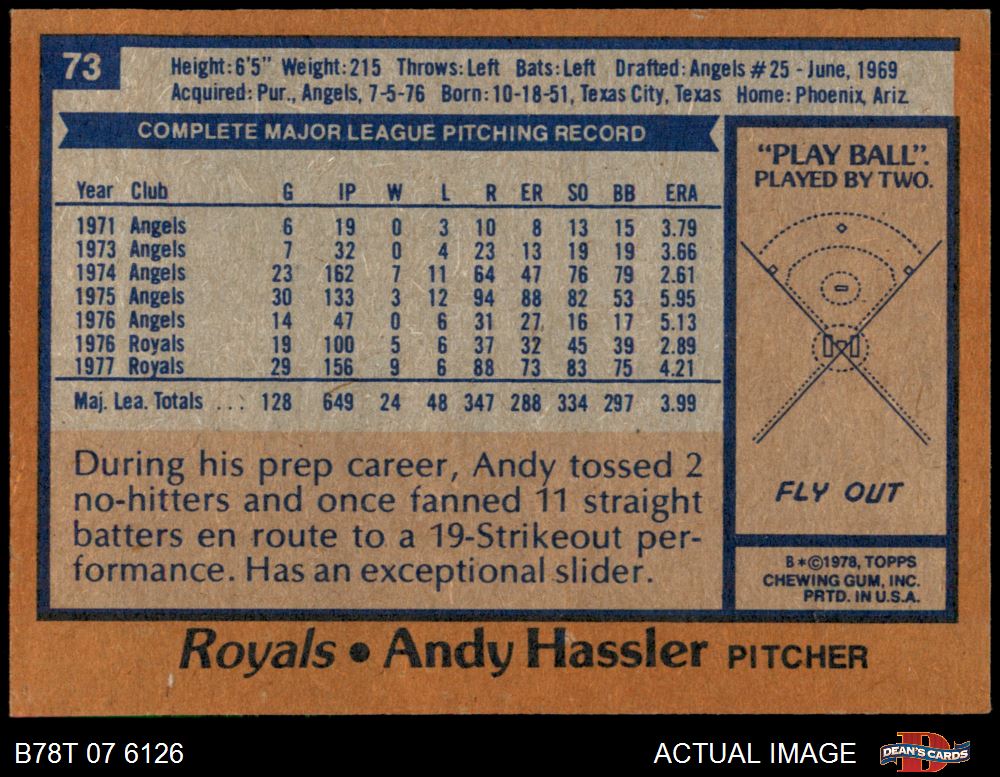 73
Height:6'5" Weight:215 Throws:Left Bats:Left Drafted:Angels #25 - June, 1969
Acquired: Pur., Angels, 7-5-76 Born:10-18-51, Texas City, Texas Home: Phoenix, Ariz.
COMPLETE MAJOR LEAGUE PITCHING RECORD
Year Club G IP W L R ER SO BB ERA
1971 Angels 6 19 0 3 10 8 13 15 3.79
1973 Angels 7 32 0 4 23 13 19 19 3.66
1974 Angels 23 162 7 11 64 47 76 79 2.61
1975 Angels 30 133 3 12 94 88 82 53 5.95
1976 Angels 14 47 0 6 31 27 16 17 5.13
1976 Royals 19 100 5 6 37 32 45 39 2.89
1977 Royals 29 156 9 6 88 73 83 75 4.21
Maj. Lea. Totals ... 128 649 24 48 347 288 334 297 3.99
During his prep career, Andy tossed 2
no-hitters and once fanned 11 straight
batters en route to a 19-Strikeout per-
formance. Has an exceptional slider.
"PLAY BALL".
PLAYED BY TWO.
FLY OUT
B*©1978, TOPPS
CHEWING GUM, INC.
PRTD. IN U.S.A.
Royals • Andy Hassler PITCHER
B78T 07 6126
ACTUAL IMAGE
DEAN'S CARDS